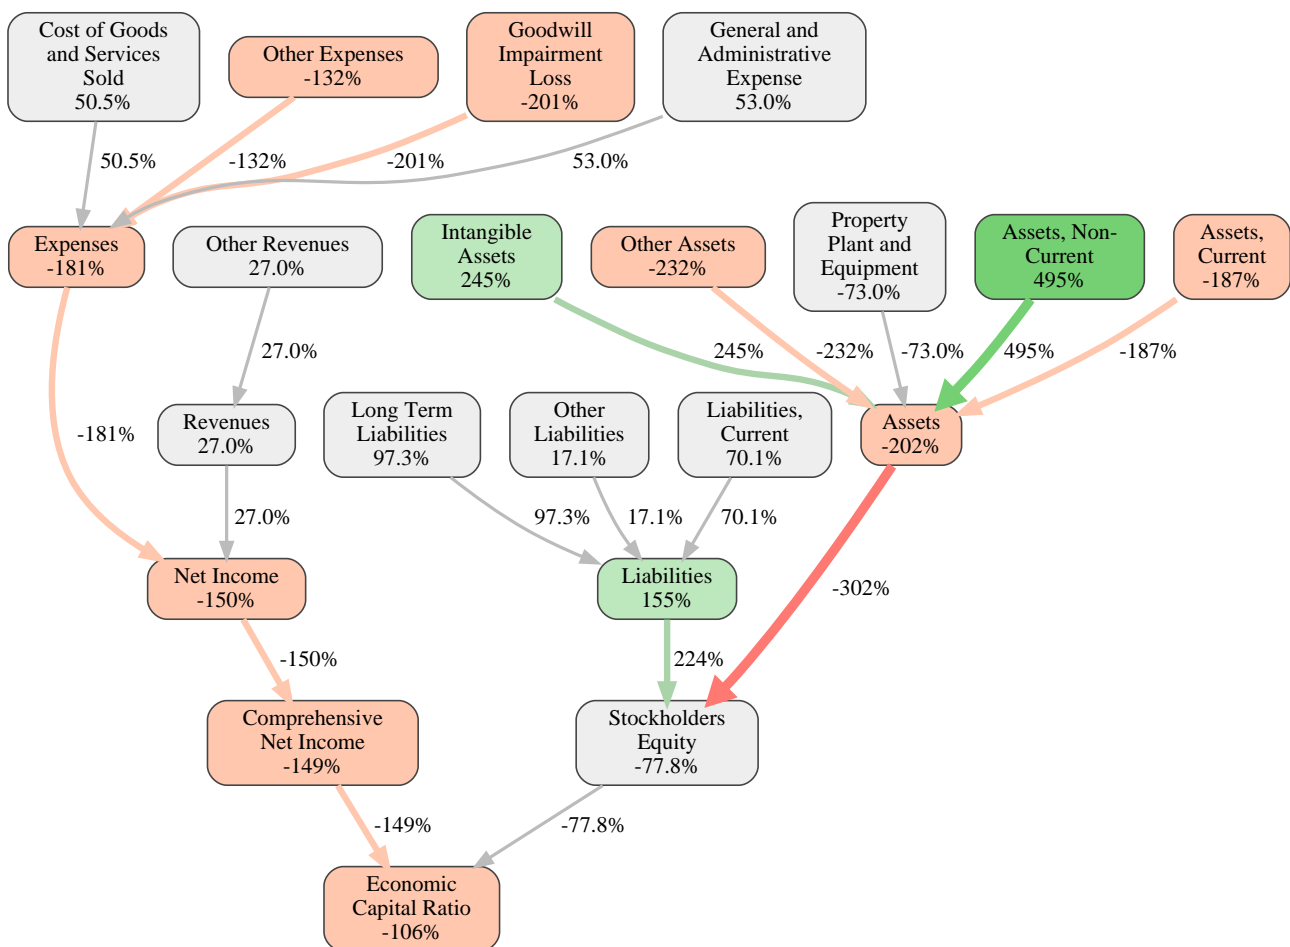 Cost of Goods
and Services
Sold
50.5%
Other Expenses
-132%
Goodwill
Impairment
Loss
-201%
General and
Administrative
Expense
53.0%
50.5%
-132%
-201%
53.0%
Expenses
-181%
Other Revenues
27.0%
Intangible
Assets
245%
Other Assets
-232%
Property
Plant and
Equipment
-73.0%
Assets, Non-
Current
495%
Assets,
Current
-187%
27.0%
245%
-232%
-73.0%
495%
-187%
-181%
Revenues
27.0%
Long Term
Liabilities
97.3%
Other
Liabilities
17.1%
Liabilities,
Current
70.1%
Assets
-202%
27.0%
97.3%
17.1%
70.1%
-302%
Net Income
-150%
Liabilities
155%
-150%
224%
Comprehensive
Net Income
-149%
Stockholders
Equity
-77.8%
-149%
-77.8%
Economic
Capital Ratio
-106%